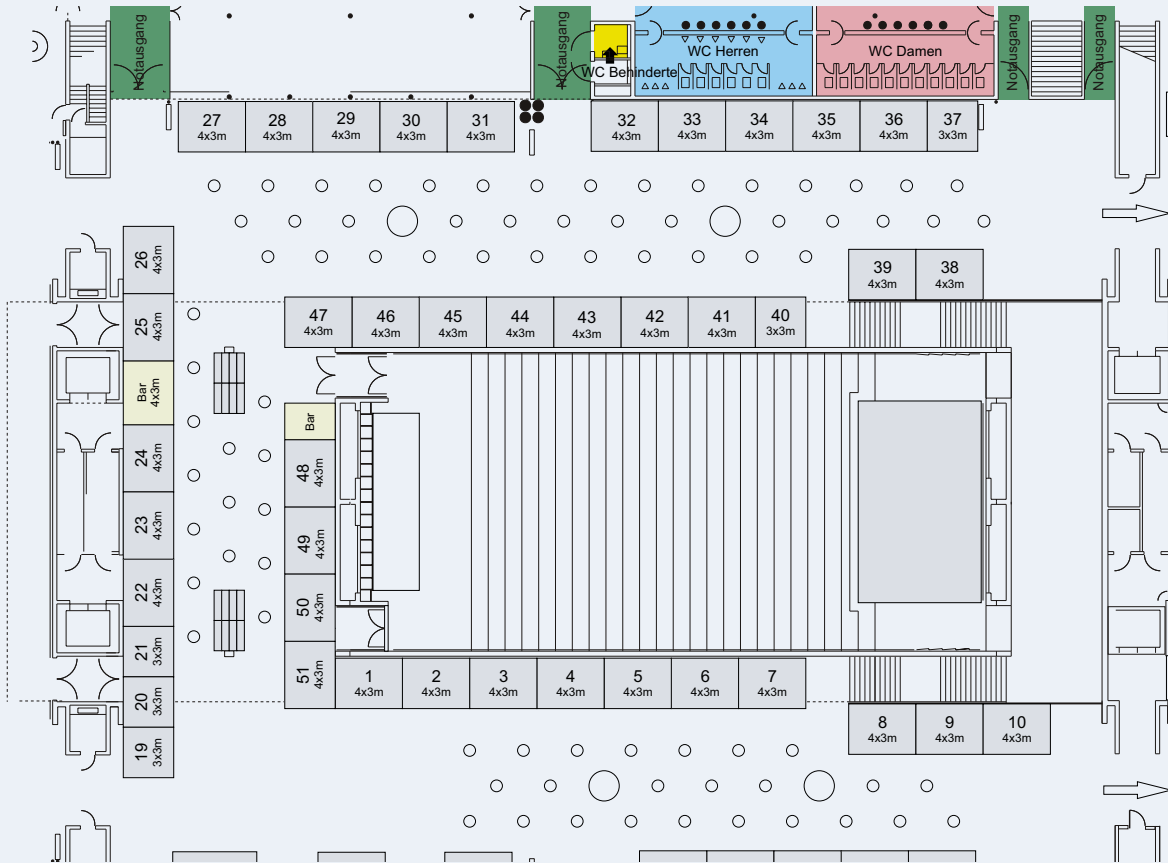 Notausgang
Notausgang
Notausgang
Notausgang
WC Herren
WC Damen
WC Behinderte
27
4x3m
28
4x3m
29
4x3m
30
4x3m
31
4x3m
32
4x3m
33
4x3m
34
4x3m
35
4x3m
36
4x3m
37
3x3m
26
4x3m
25
4x3m
Bar
4x3m
24
4x3m
23
4x3m
22
4x3m
21
3x3m
20
3x3m
19
3x3m
39
4x3m
38
4x3m
47
4x3m
46
4x3m
45
4x3m
44
4x3m
43
4x3m
42
4x3m
41
4x3m
40
3x3m
Bar
48
4x3m
49
4x3m
50
4x3m
51
4x3m
1
4x3m
2
4x3m
3
4x3m
4
4x3m
5
4x3m
6
4x3m
7
4x3m
8
4x3m
9
4x3m
10
4x3m